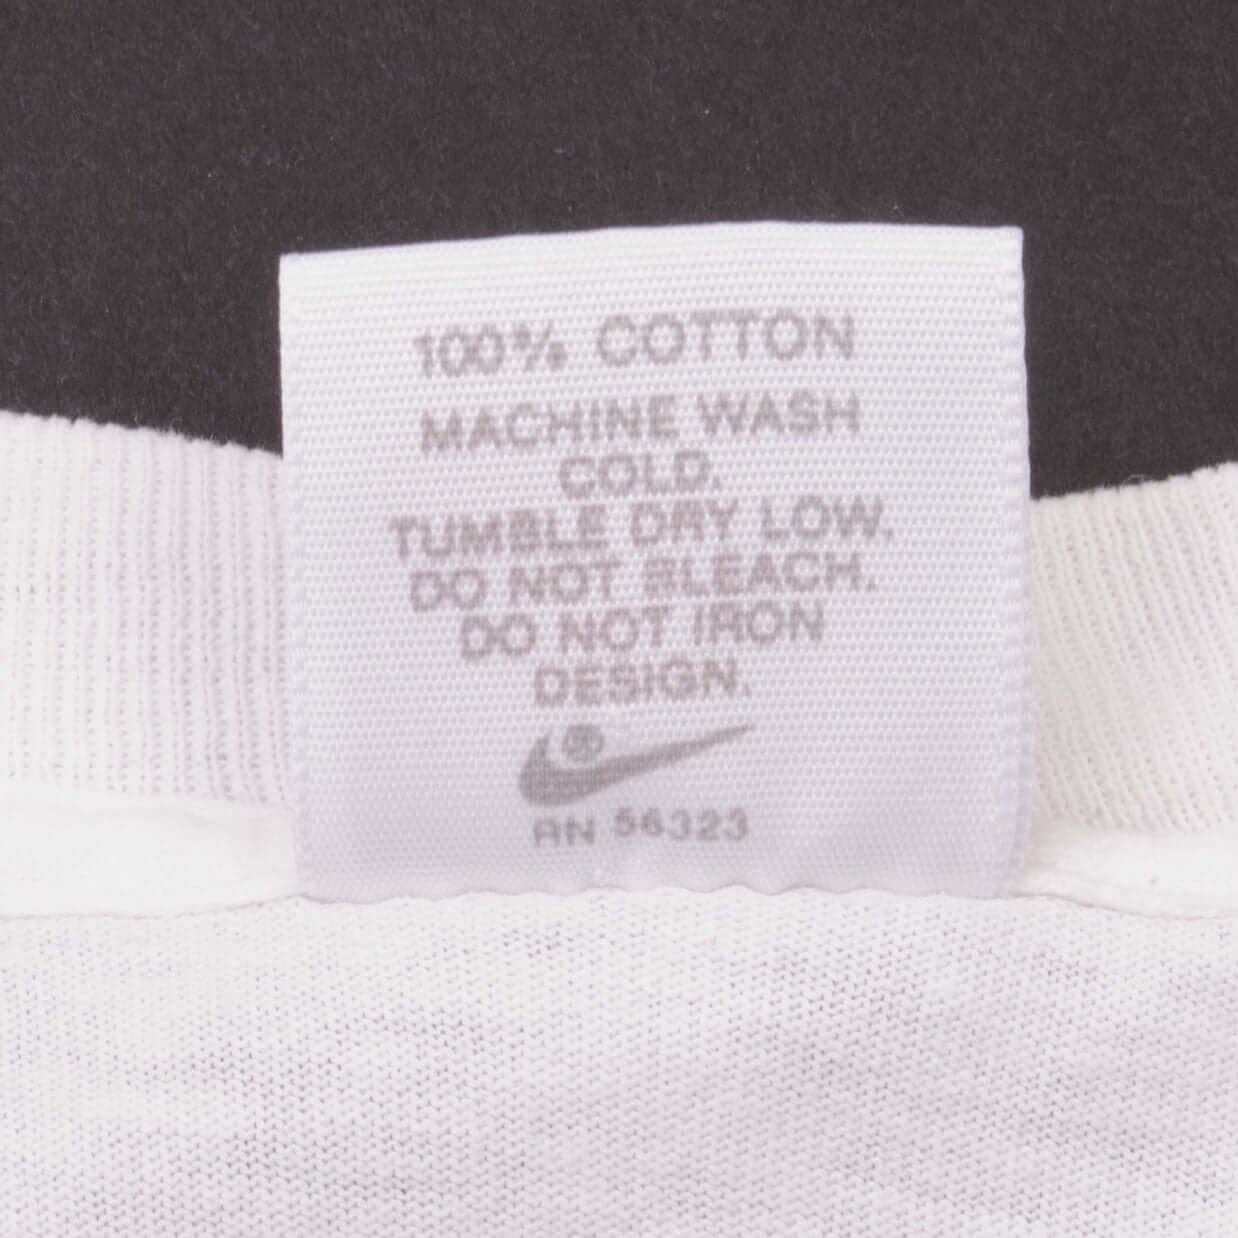 100% COTTON
MACHINE WASH
COLD.
TUMBLE DRY LOW.
DO NOT BLEACH.
DO NOT IRON
DESIGN.
RN 56323